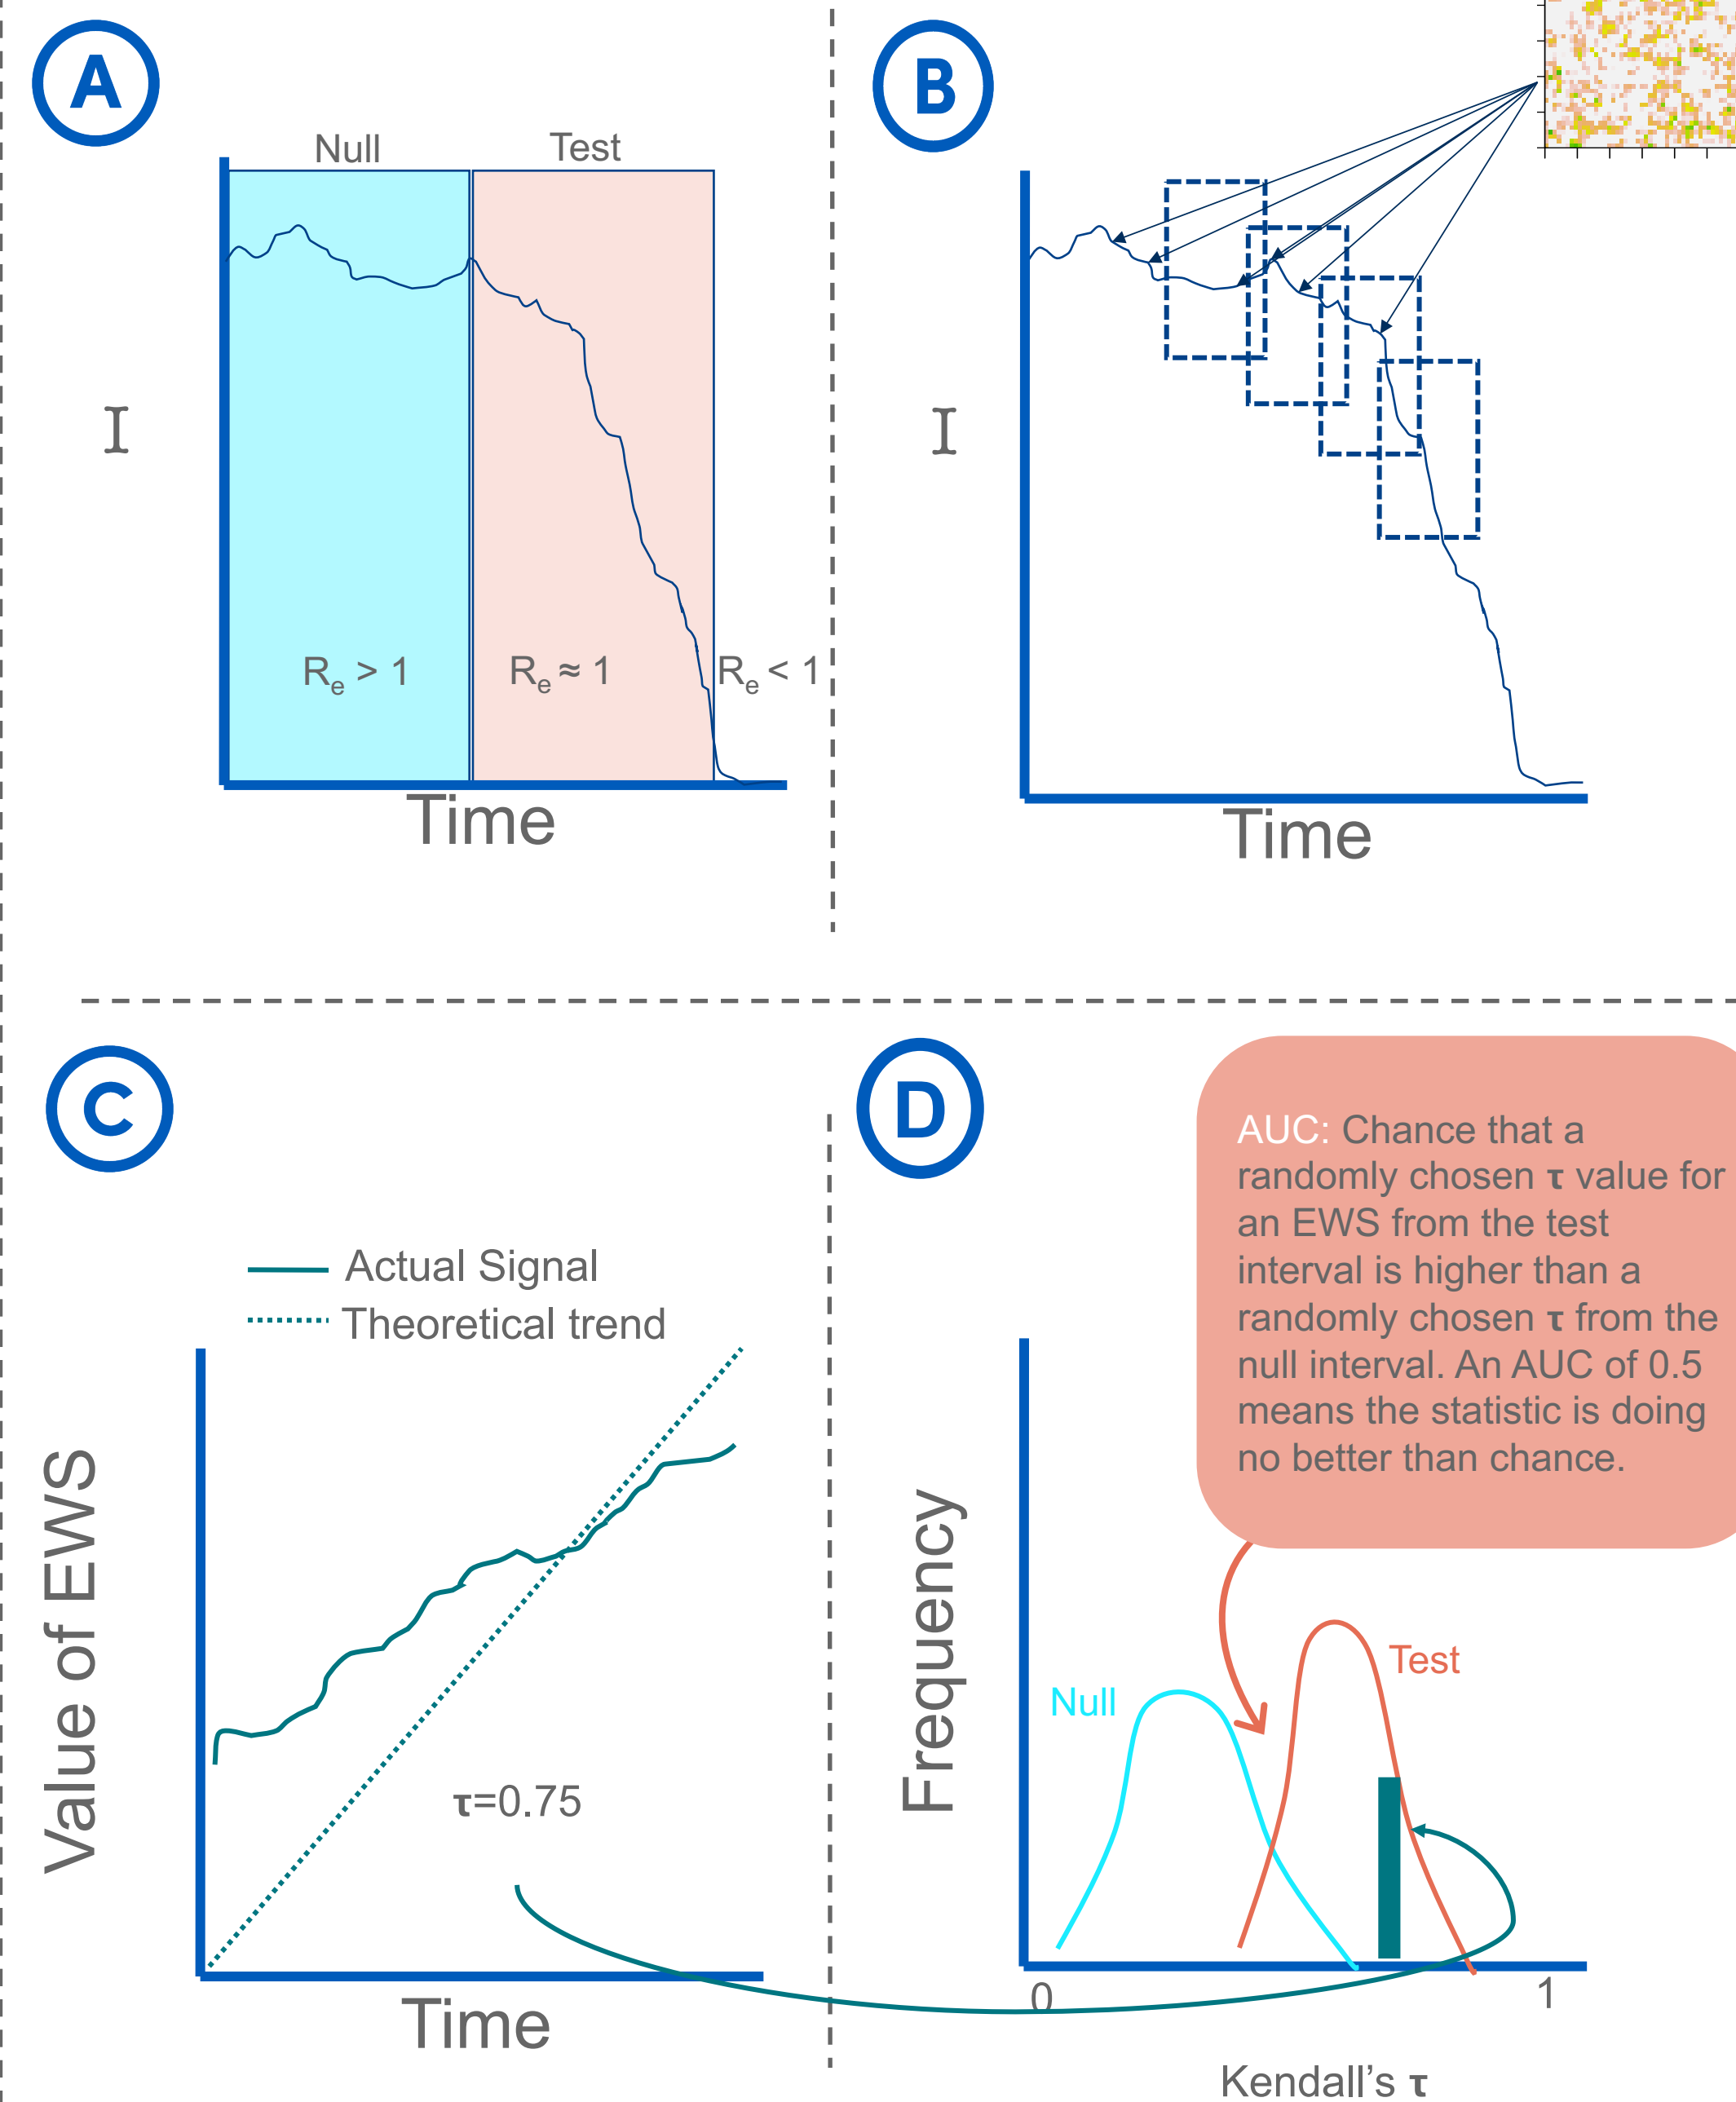 A
Null
Test
I
Rₑ > 1
Rₑ ≈ 1
Rₑ < 1
Time
B
I
Time
C
Actual Signal
Theoretical trend
Value of EWS
τ=0.75
Time
D
AUC: Chance that a
randomly chosen τ value for
an EWS from the test
interval is higher than a
randomly chosen τ from the
null interval. An AUC of 0.5
means the statistic is doing
no better than chance.
Frequency
Null
Test
0
1
Kendall’s τ